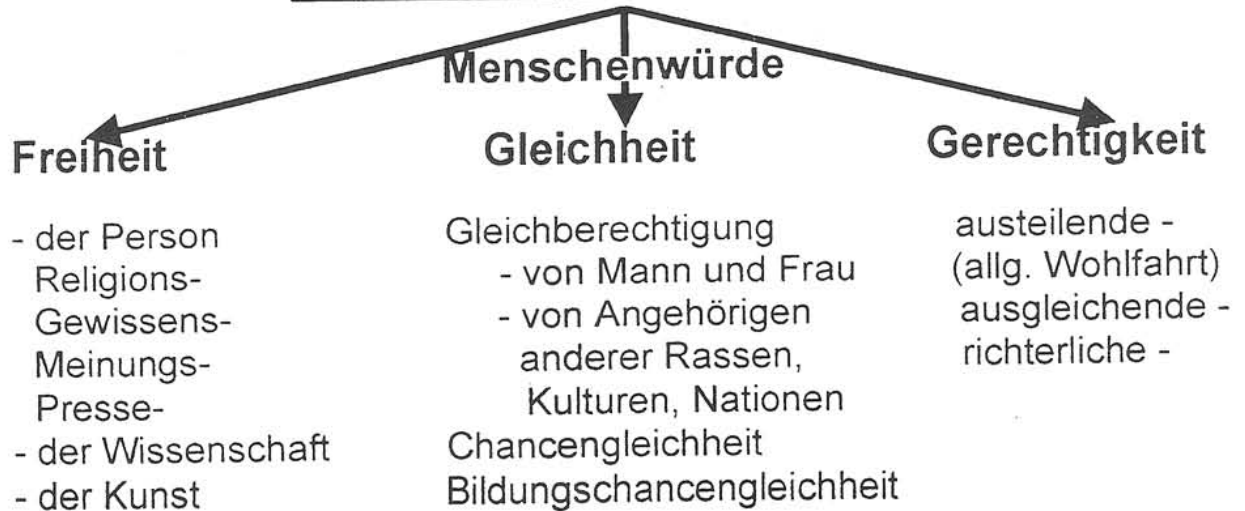 Menschenwürde
Freiheit
- der Person
Religions-
Gewissens-
Meinungs-
Presse-
- der Wissenschaft
- der Kunst
Gleichheit
Gleichberechtigung
- von Mann und Frau
- von Angehörigen
anderer Rassen,
Kulturen, Nationen
Chancengleichheit
Bildungschancengleichheit
Gerechtigkeit
austeilende -
(allg. Wohlfahrt)
ausgleichende -
richterliche -